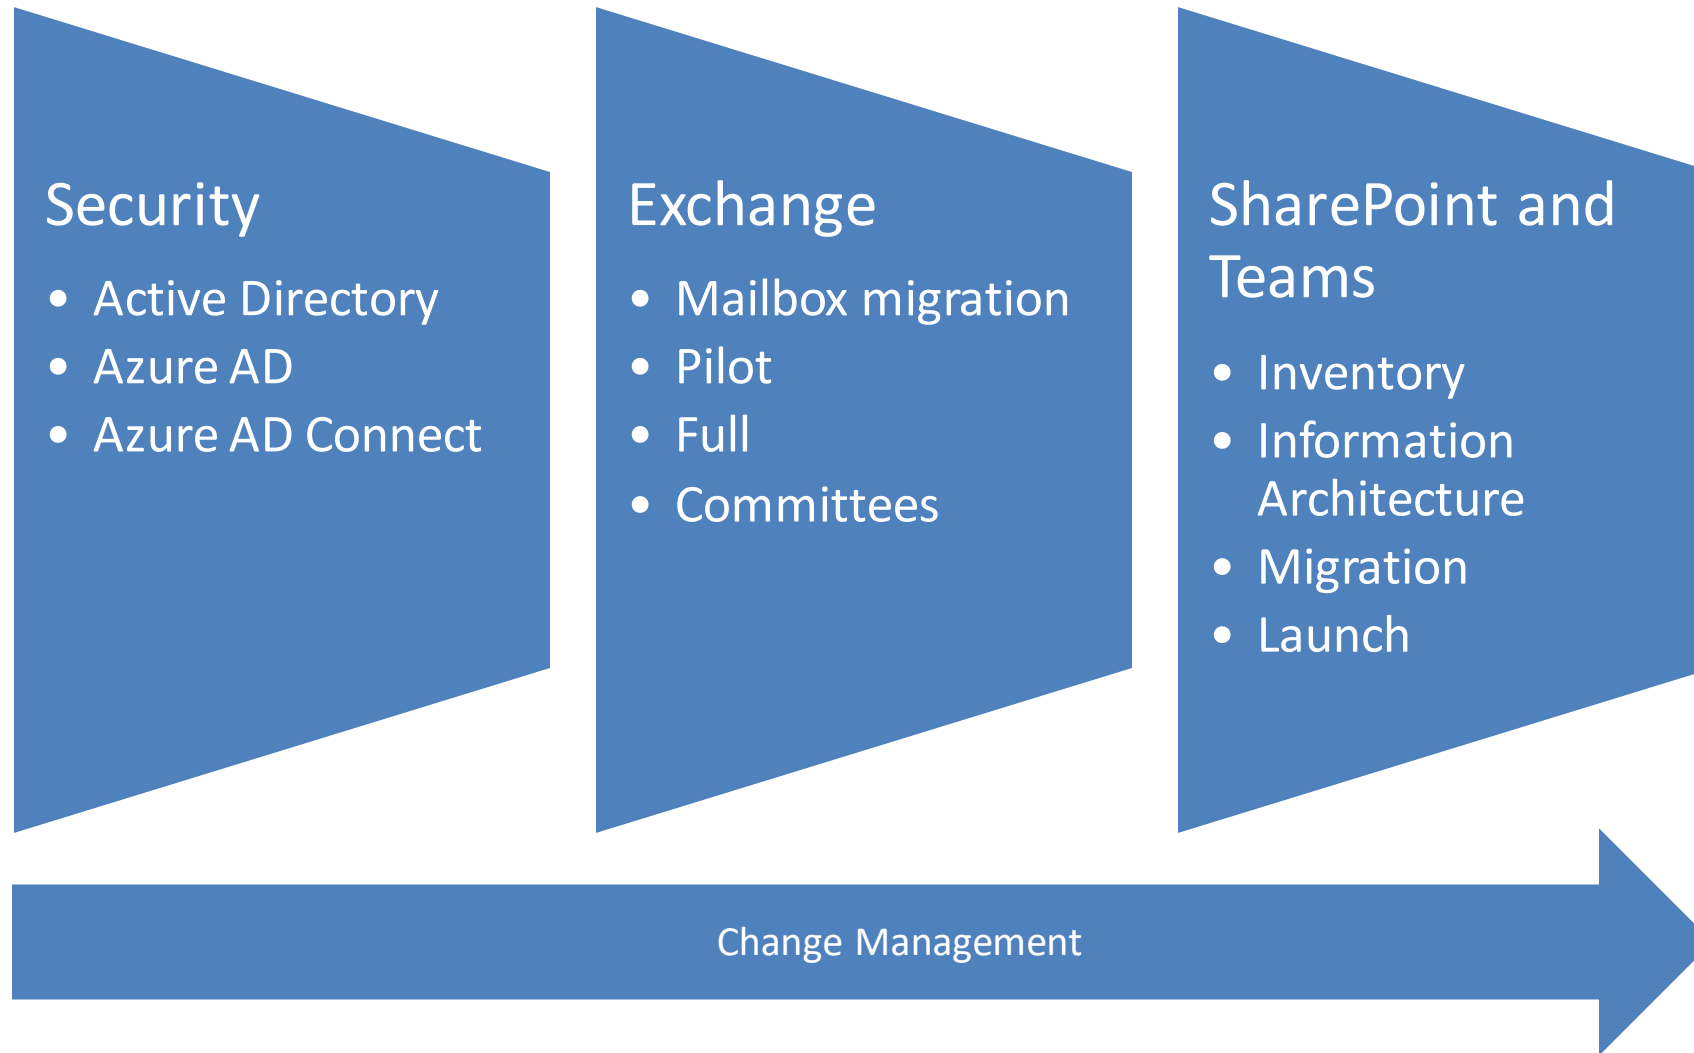 Security
• Active Directory
• Azure AD
• Azure AD Connect
Exchange
• Mailbox migration
• Pilot
• Full
• Committees
SharePoint and
Teams
• Inventory
• Information
Architecture
• Migration
• Launch
Change Management